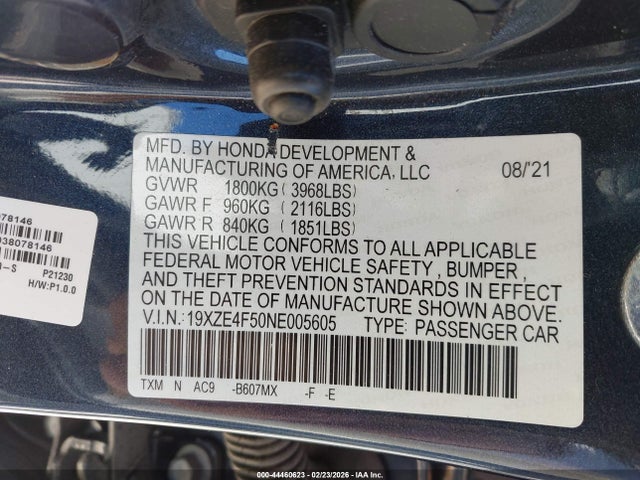 MFD. BY HONDA DEVELOPMENT &
MANUFACTURING OF AMERICA, LLC 08/21
GVWR 1800KG (3968LBS)
GAWR F 960KG (2116LBS)
GAWR R 840KG (1851LBS)
THIS VEHICLE CONFORMS TO ALL APPLICABLE
FEDERAL MOTOR VEHICLE SAFETY, BUMPER,
AND THEFT PREVENTION STANDARDS IN EFFECT
ON THE DATE OF MANUFACTURE SHOWN ABOVE.
V.I.N.:19XZE4F50NE005605 TYPE: PASSENGER CAR
TXM N AC9 -B607MX -F -E
078146
038078146
-S P21230
H/W:P1.0.0
000-44460623 - 02/23/2026 - IAA Inc.